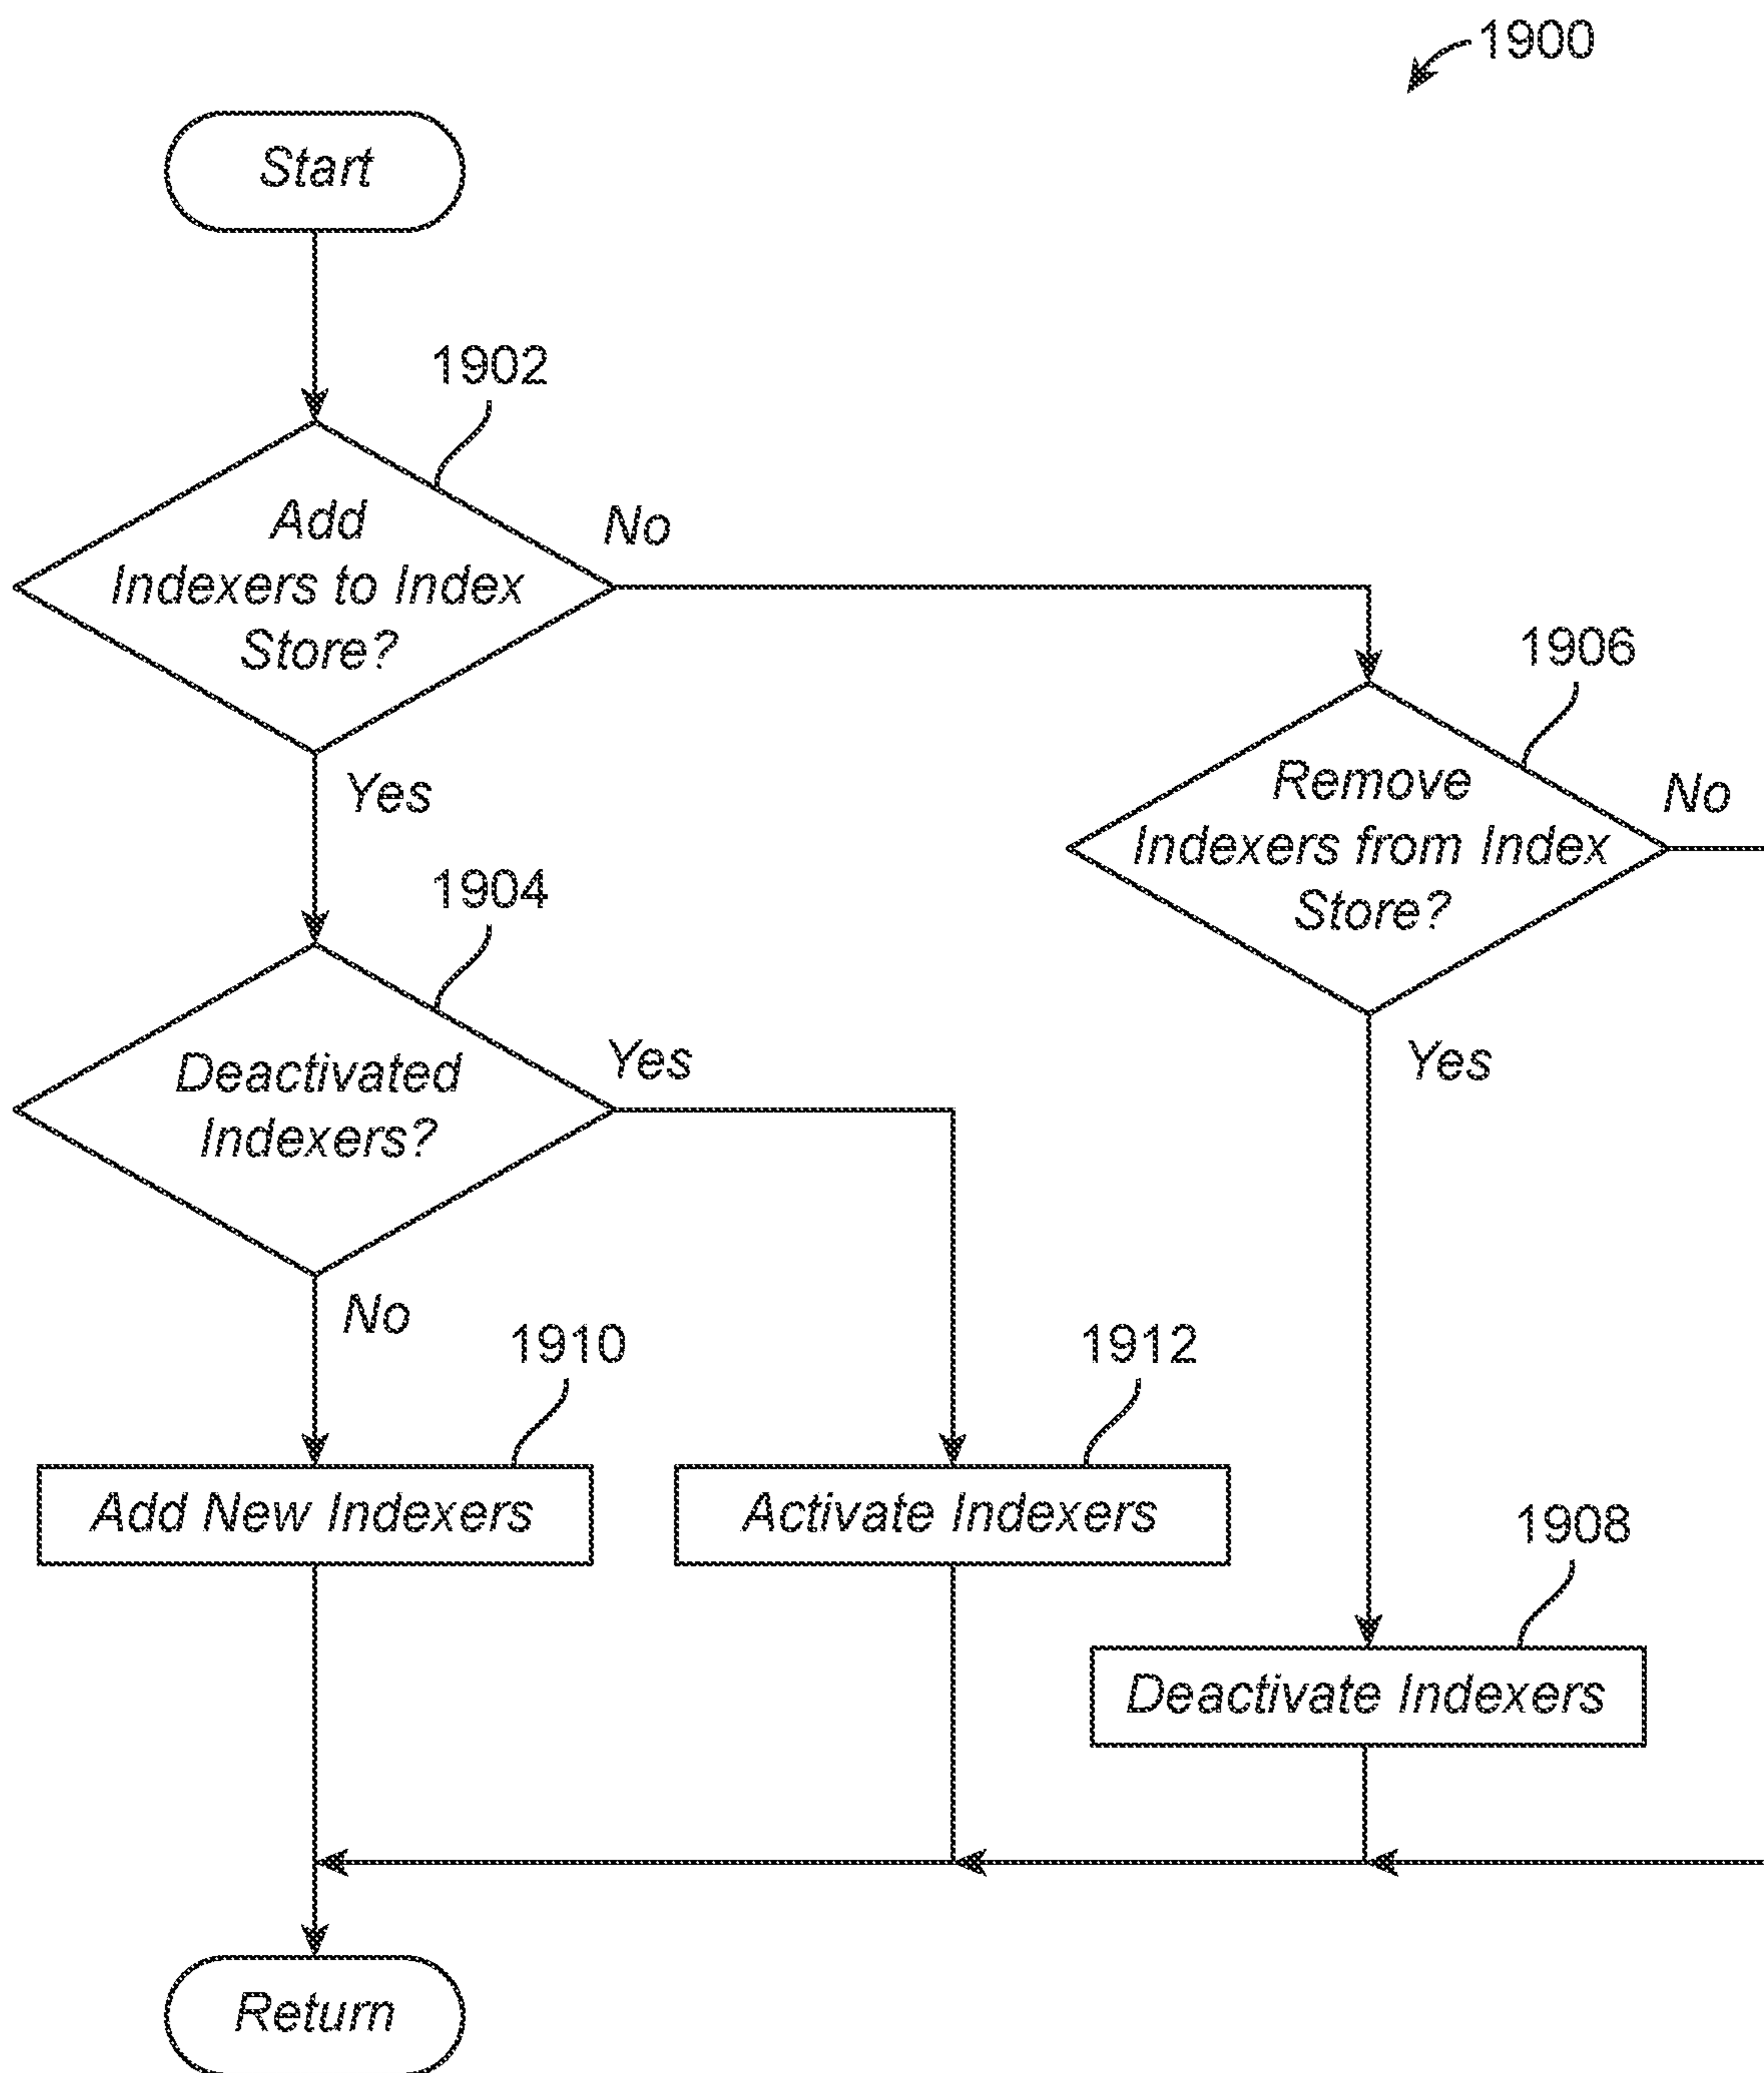 1900
Start
1902
Add
Indexers to Index
Store?
No
1906
Remove
Indexers from Index
Store?
No
Yes
1904
Deactivated
Indexers?
Yes
Yes
No
1910
1912
Add New Indexers
Activate Indexers
1908
Deactivate Indexers
Return